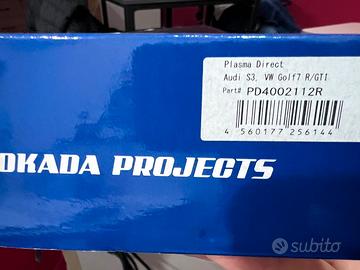 Plasma Direct
Audi S3, VW Golf7 R/GTI
Part# PD4002112R
4 560177 256144
OKADA PROJECTS
subito